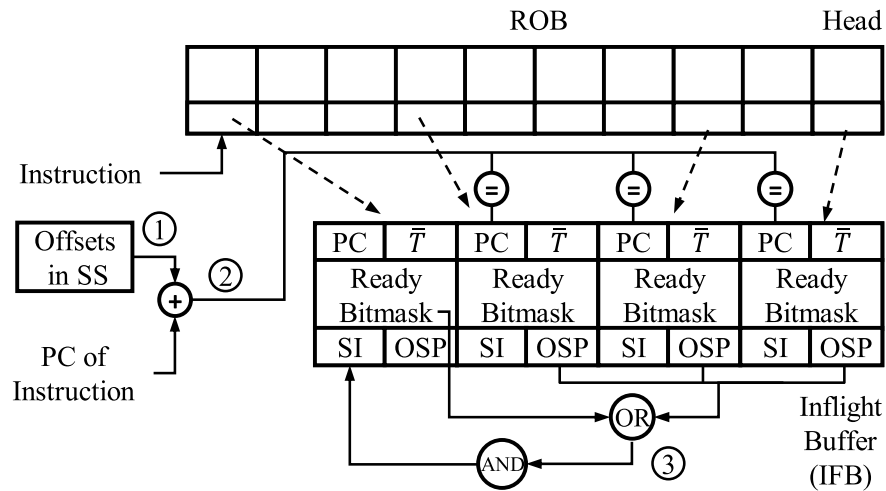 ROB Head
Instruction
= = =
Offsets
in SS
1
2
+
PC of
Instruction
PC T̿ PC T̿ PC T̿ PC T̿
Ready Ready Ready Ready
Bitmask Bitmask Bitmask Bitmask
SI OSP SI OSP SI OSP SI OSP
OR
AND
3
Inflight
Buffer
(IFB)